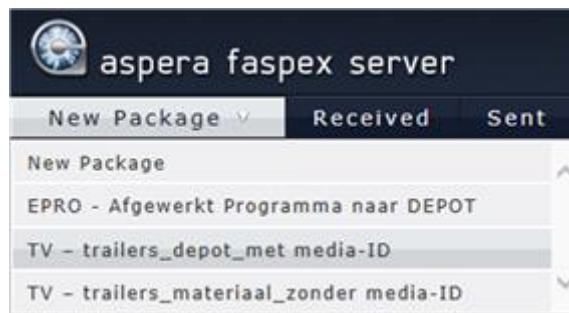 aspera faspex server
New Package Received Sent
New Package
EPRO - Afgewerkt Programma naar DEPOT
TV – trailers_depot_met media-ID
TV – trailers_materiaal_zonder media-ID